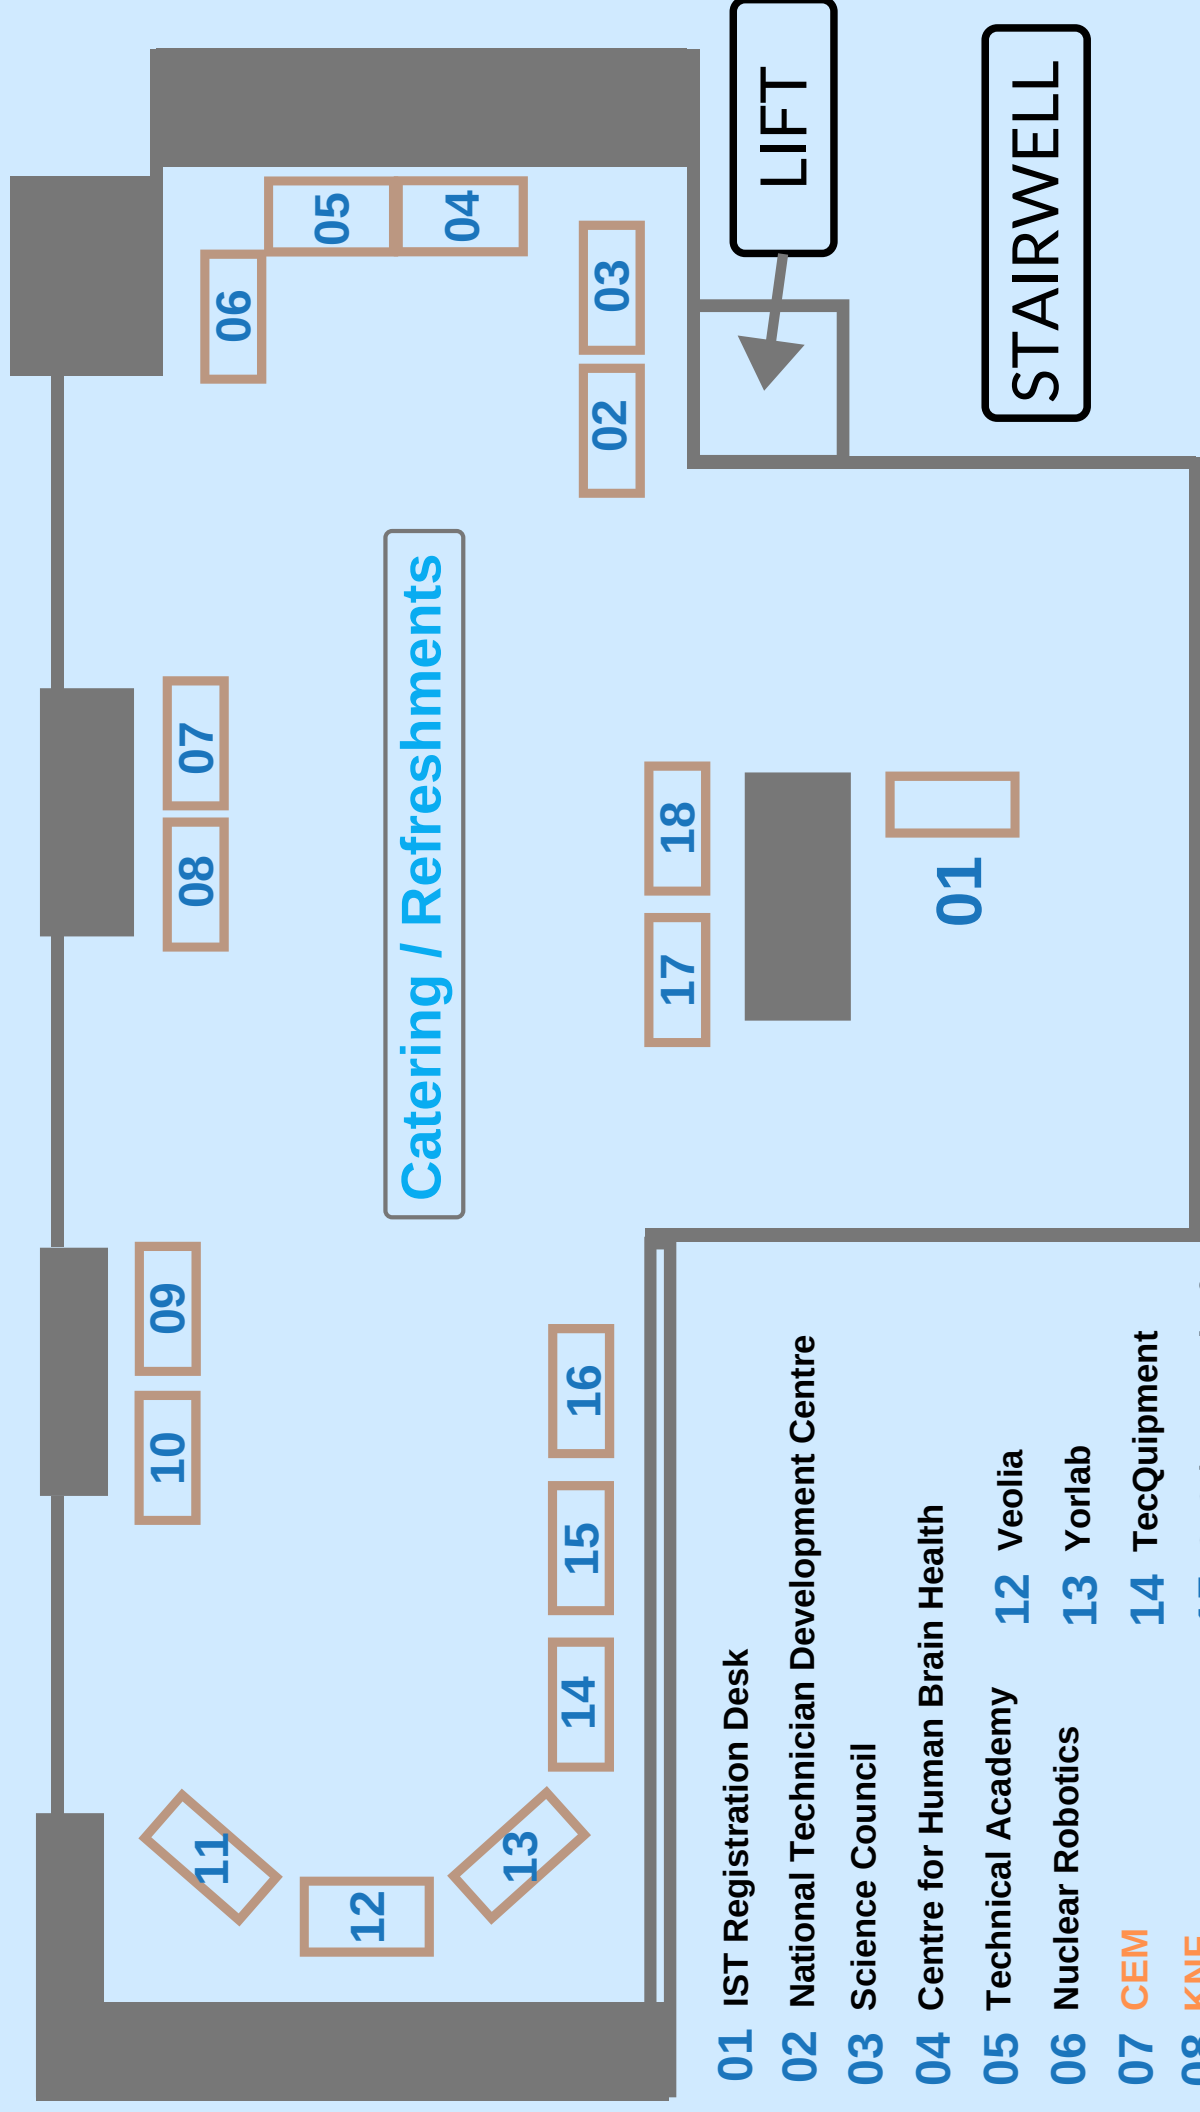 LIFT
STAIRWELL
05
04
06
03
02
Catering / Refreshments
07
08
18
17
01
09
10
16
15
14
11
12
13
01 IST Registration Desk
02 National Technician Development Centre
03 Science Council
04 Centre for Human Brain Health
05 Technical Academy
06 Nuclear Robotics
07 CEM
08
12 Veolia
13 Yorlab
14 TecQuipment